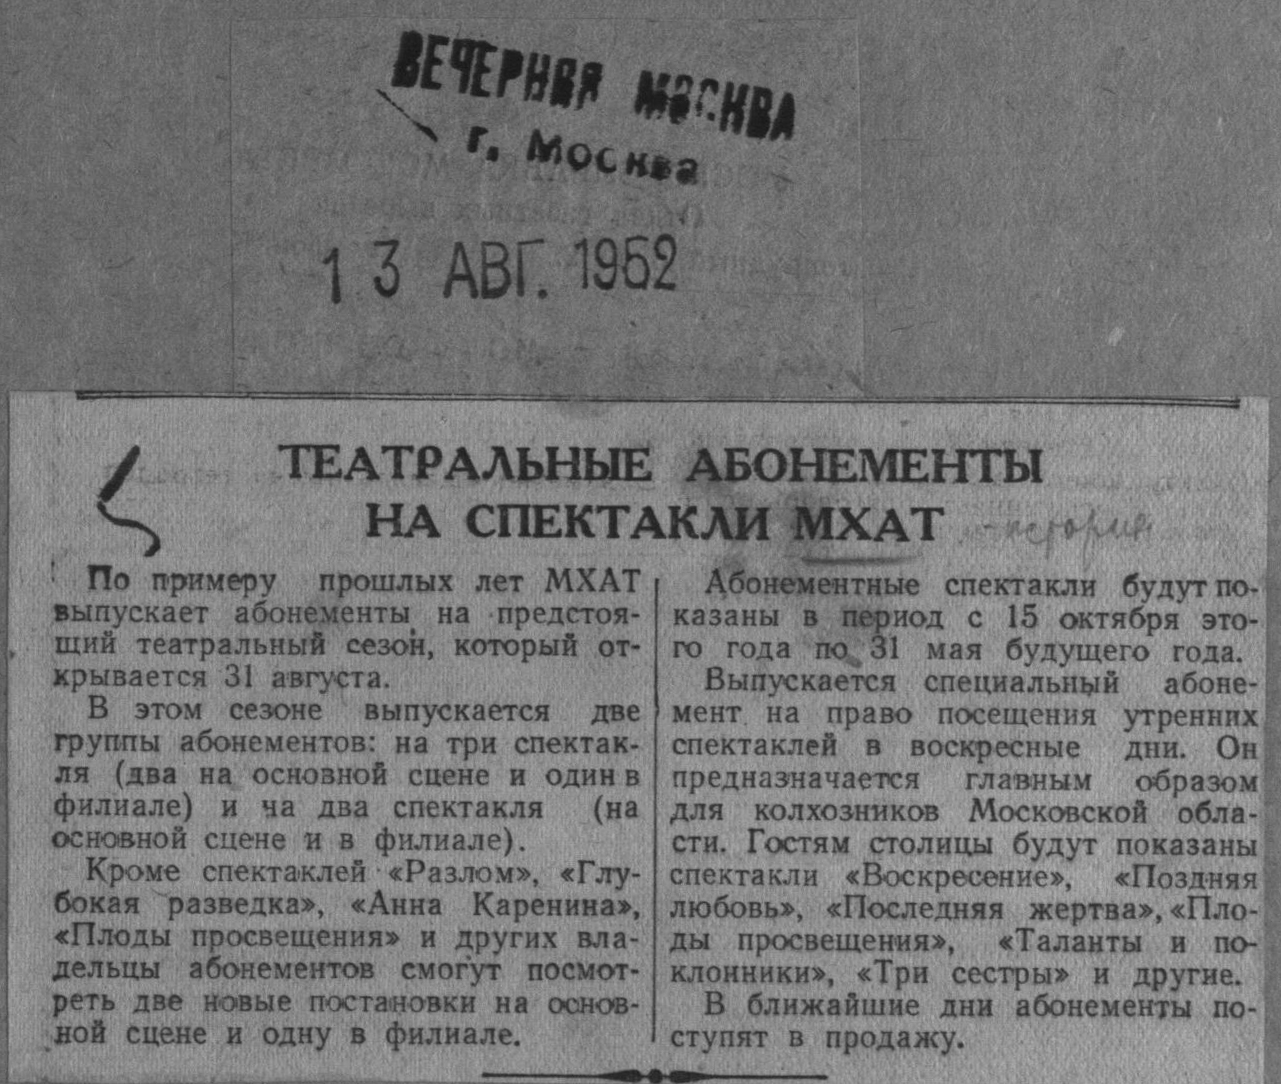 ВЕЧЕРНЯЯ МОСКВА
г. Москва
13 АВГ. 1952
ТЕАТРАЛЬНЫЕ АБОНЕМЕНТЫ
НА СПЕКТАКЛИ МХАТ
история
По примеру прошлых лет МХАТ
выпускает абонементы на предстоя-
щий театральный сезон, который от-
крывается 31 августа.
В этом сезоне выпускается две
группы абонементов: на три спектак-
ля (два на основной сцене и один в
филиале) и на два спектакля (на
основной сцене и в филиале).
Кроме спектаклей «Разлом», «Глу-
бокая разведка», «Анна Каренина»,
«Плоды просвещения» и других вла-
дельцы абонементов смогут посмот-
реть две новые постановки на основ-
ной сцене и одну в филиале.
Абонементные спектакли будут по-
казаны в период с 15 октября это-
го года по 31 мая будущего года.
Выпускается специальный абоне-
мент на право посещения утренних
спектаклей в воскресные дни. Он
предназначается главным образом
для колхозников Московской обла-
сти. Гостям столицы будут показаны
спектакли «Воскресение», «Поздняя
любовь», «Последняя жертва», «Пло-
ды просвещения», «Таланты и по-
клонники», «Три сестры» и другие.
В ближайшие дни абонементы по-
ступят в продажу.